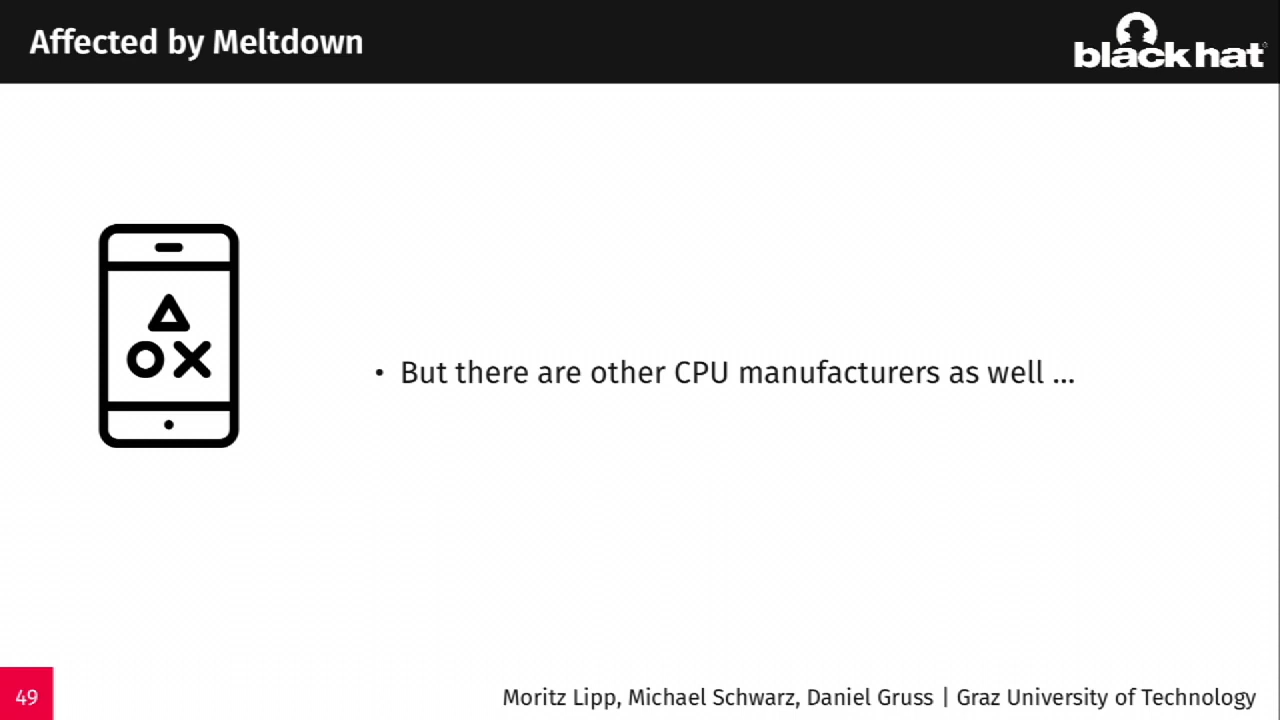 Affected by Meltdown
black hat
• But there are other CPU manufacturers as well ...
49
Moritz Lipp, Michael Schwarz, Daniel Gruss | Graz University of Technology